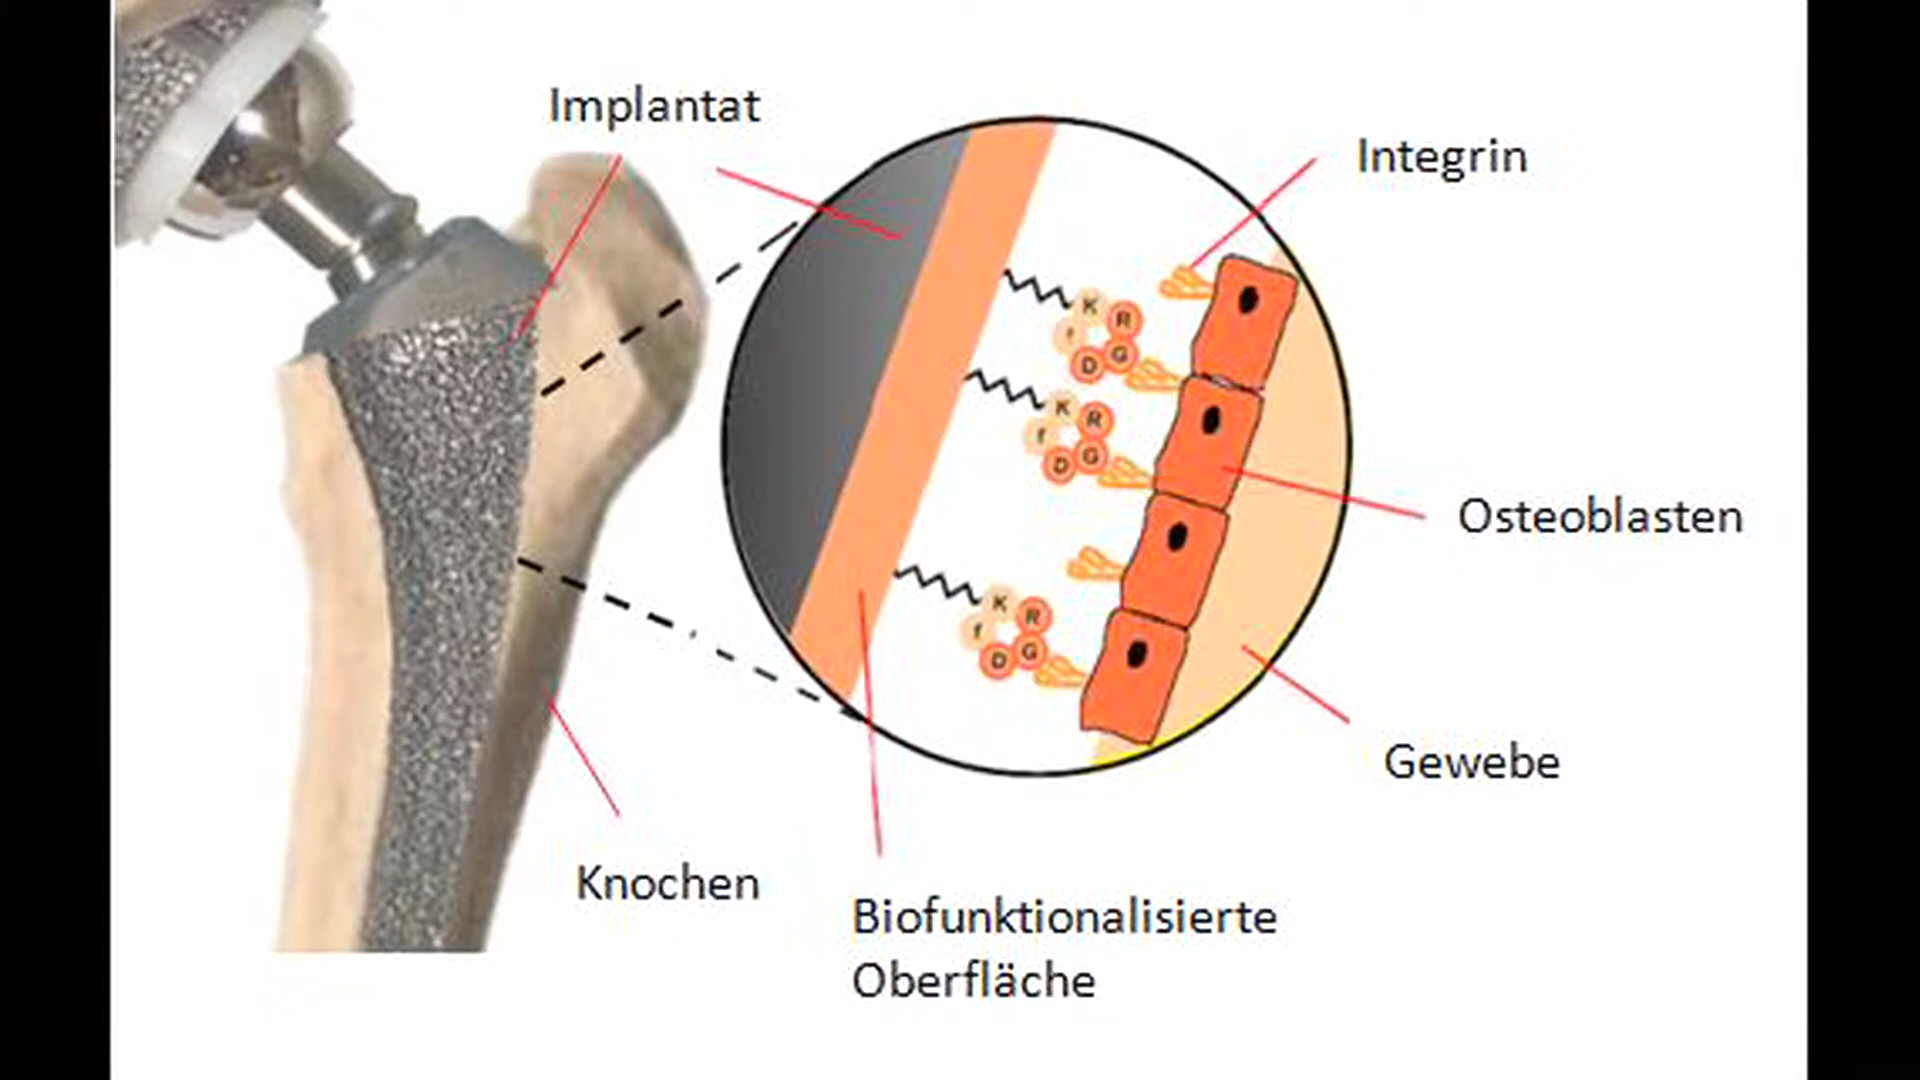 Implantat
Integrin
K
R
f
G
D
K
R
f
G
D
Osteoblasten
K
R
f
G
D
Gewebe
Knochen
Biofunktionalisierte
Oberfläche